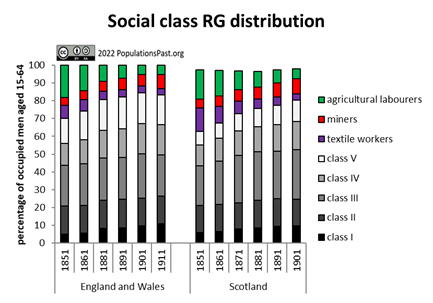 Social class RG distribution
2022 PopulationsPast.org
percentage of occupied men aged 15-64
100
90
80
70
60
50
40
30
20
10
0
1851
1861
1881
1891
1901
1911
1851
1861
1871
1881
1891
1901
England and Wales
Scotland
agricultural labourers
miners
textile workers
class V
class IV
class III
class II
class I